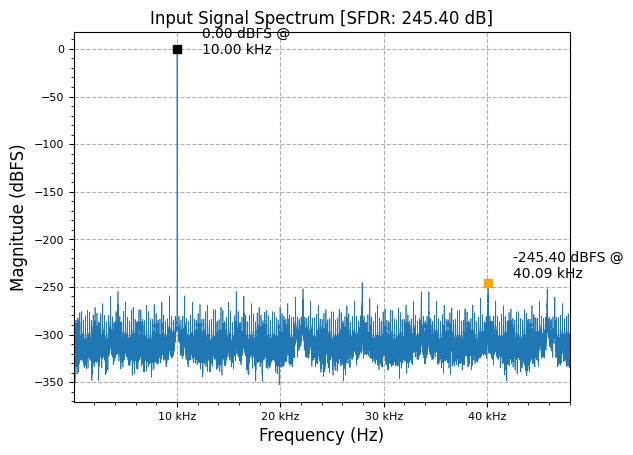 Input Signal Spectrum [SFDR: 245.40 dB]
0.00 dBFS @
10.00 kHz
0
−50
−100
−150
−200
−250
−300
−350
Magnitude (dBFS)
-245.40 dBFS @
40.09 kHz
10 kHz 20 kHz 30 kHz 40 kHz
Frequency (Hz)